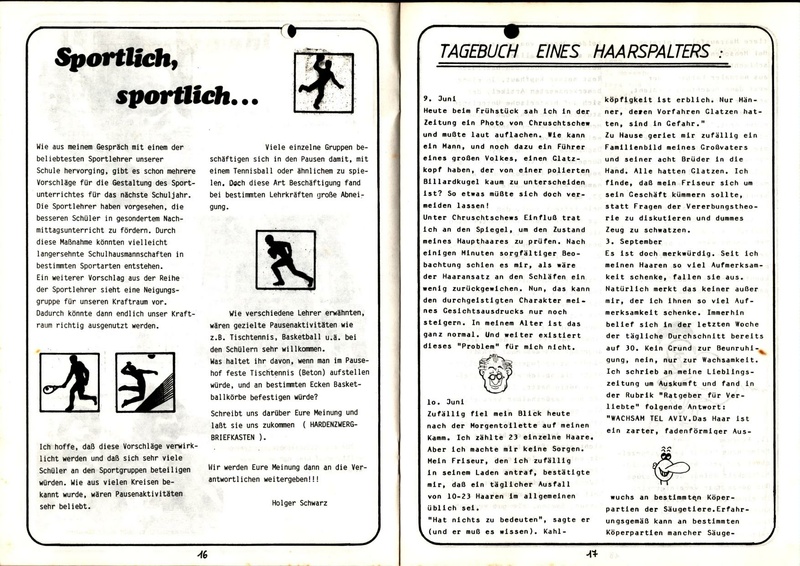 Sportlich,
sportlich...
Wie aus meinem Gespräch mit einem der
beliebtesten Sportlehrer unserer
Schule hervorging, gibt es schon mehrere
Vorschläge für die Gestaltung des Sport-
unterrichtes für das nächste Schuljahr.
Die Sportlehrer haben vorgesehen, die
besseren Schüler in gesondertem Nach-
mittagsunterricht zu fördern. Durch
diese Maßnahme könnten vielleicht
langersehnte Schulhausmannschaften in
bestimmten Sportarten entstehen.
Ein weiterer Vorschlag aus der Reihe
der Sportlehrer sieht eine Neigungs-
gruppe für unseren Kraftraum vor.
Dadurch könnte dann endlich unser Kraft-
raum richtig ausgenutzt werden.
Ich hoffe, daß diese Vorschläge verwirk-
licht werden und daß sich sehr viele
Schüler an den Sportgruppen beteiligen
würden. Wie aus vielen Kreisen be-
kannt wurde, wären Pausenaktivitäten
sehr beliebt.
Viele einzelne Gruppen be-
schäftigen sich in den Pausen damit, mit
einem Tennisball oder ähnlichem zu spie-
len. Doch diese Art Beschäftigung fand
bei bestimmten Lehrkräften große Abnei-
gung.
Wie verschiedene Lehrer erwähnten,
wären gezielte Pausenaktivitäten wie
z.B. Tischtennis, Basketball u.ä. bei
den Schülern sehr willkommen.
Was haltet ihr davon, wenn man im Pause-
hof feste Tischtennis (Beton) aufstellen
würde, und an bestimmten Ecken Basket-
ballkörbe befestigen würde?
Schreibt uns darüber Eure Meinung und
laßt sie uns zukommen ( HARDENZWERG-
BRIEFKASTEN ).
Wir werden Eure Meinung dann an die Ver-
antwortlichen weitergeben!!!
Holger Schwarz
16
TAGEBUCH EINES HAARSPALTERS :
9. Juni
Heute beim Frühstück sah ich in der
Zeitung ein Photo von Chruschtschew
und mußte laut auflachen. Wie kann
ein Mann, und noch dazu ein Führer
eines großen Volkes, einen Glatz-
kopf haben, der von einer polierten
Billardkugel kaum zu unterscheiden
ist? So etwas müßte sich doch ver-
meiden lassen!
Unter Chruschtschews Einfluß trat
ich an den Spiegel, um den Zustand
meines Haupthaares zu prüfen. Nach
einigen Minuten sorgfältiger Beo-
bachtung schien es mir, als wäre
der Haaransatz an den Schläfen ein
wenig zurückgewichen. Nun, das kann
den durchgeistigten Charakter mei-
nes Gesichtsausdrucks nur noch
steigern. In meinem Alter ist das
ganz normal. Und weiter existiert
dieses "Problem" für mich nicht.
lo. Juni
Zufällig fiel mein Blick heute
nach der Morgentoilette auf meinen
Kamm. Ich zählte 23 einzelne Haare.
Aber ich machte mir keine Sorgen.
Mein Friseur, den ich zufällig
in seinem Laden antraf, bestätigte
mir, daß ein täglicher Ausfall
von 10-23 Haaren im allgemeinen
üblich sei.
"Hat nichts zu bedeuten", sagte er
(und er muß es wissen). Kahl-
köpfigkeit ist erblich. Nur Män-
ner, deren Vorfahren Glatzen hat-
ten, sind in Gefahr."
Zu Hause geriet mir zufällig ein
Familienbild meines Großvaters
und seiner acht Brüder in die
Hand. Alle hatten Glatzen. Ich
finde, daß mein Friseur sich um
sein Geschäft kümmern sollte,
statt Fragen der Vererbungstheo-
rie zu diskutieren und dummes
Zeug zu schwatzen.
3. September
Es ist doch merkwürdig. Seit ich
meinen Haaren so viel Aufmerksam-
keit schenke, fallen sie aus.
Natürlich merkt das keiner außer
mir, der ich ihnen so viel Auf-
merksamkeit schenke. Immerhin
belief sich in der letzten Woche
der tägliche Durchschnitt bereits
auf 30. Kein Grund zur Beunruhi-
gung, nein, nur zur Wachsamkeit.
Ich schrieb an meine Lieblings-
zeitung um Auskunft und fand in
der Rubrik "Ratgeber für Ver-
liebte" folgende Antwort:
"WACHSAM TEL AVIV.Das Haar ist
ein zarter, fadenförmiger Aus-
wuchs an bestimmten Köper-
partien der Säugetiere.Erfahr-
ungsgemäß kann an bestimmten
Köperpartien mancher Säuge-
17